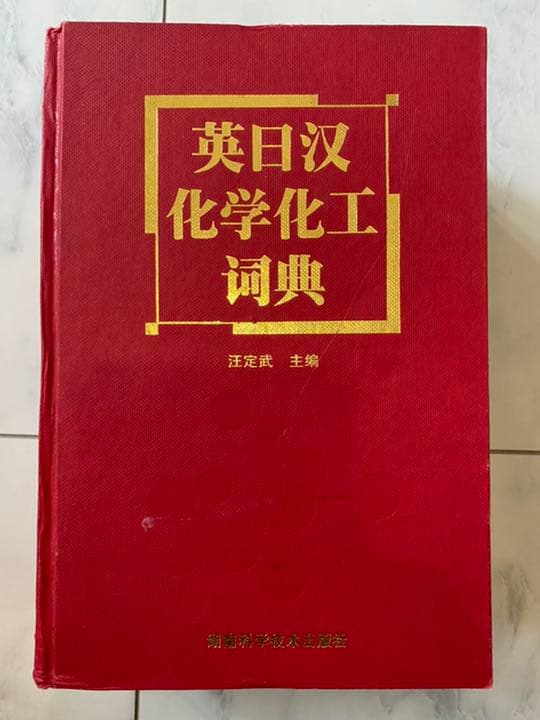 英日汉
化学化工
词典
汪定武 主编
湖南科学技术出版社